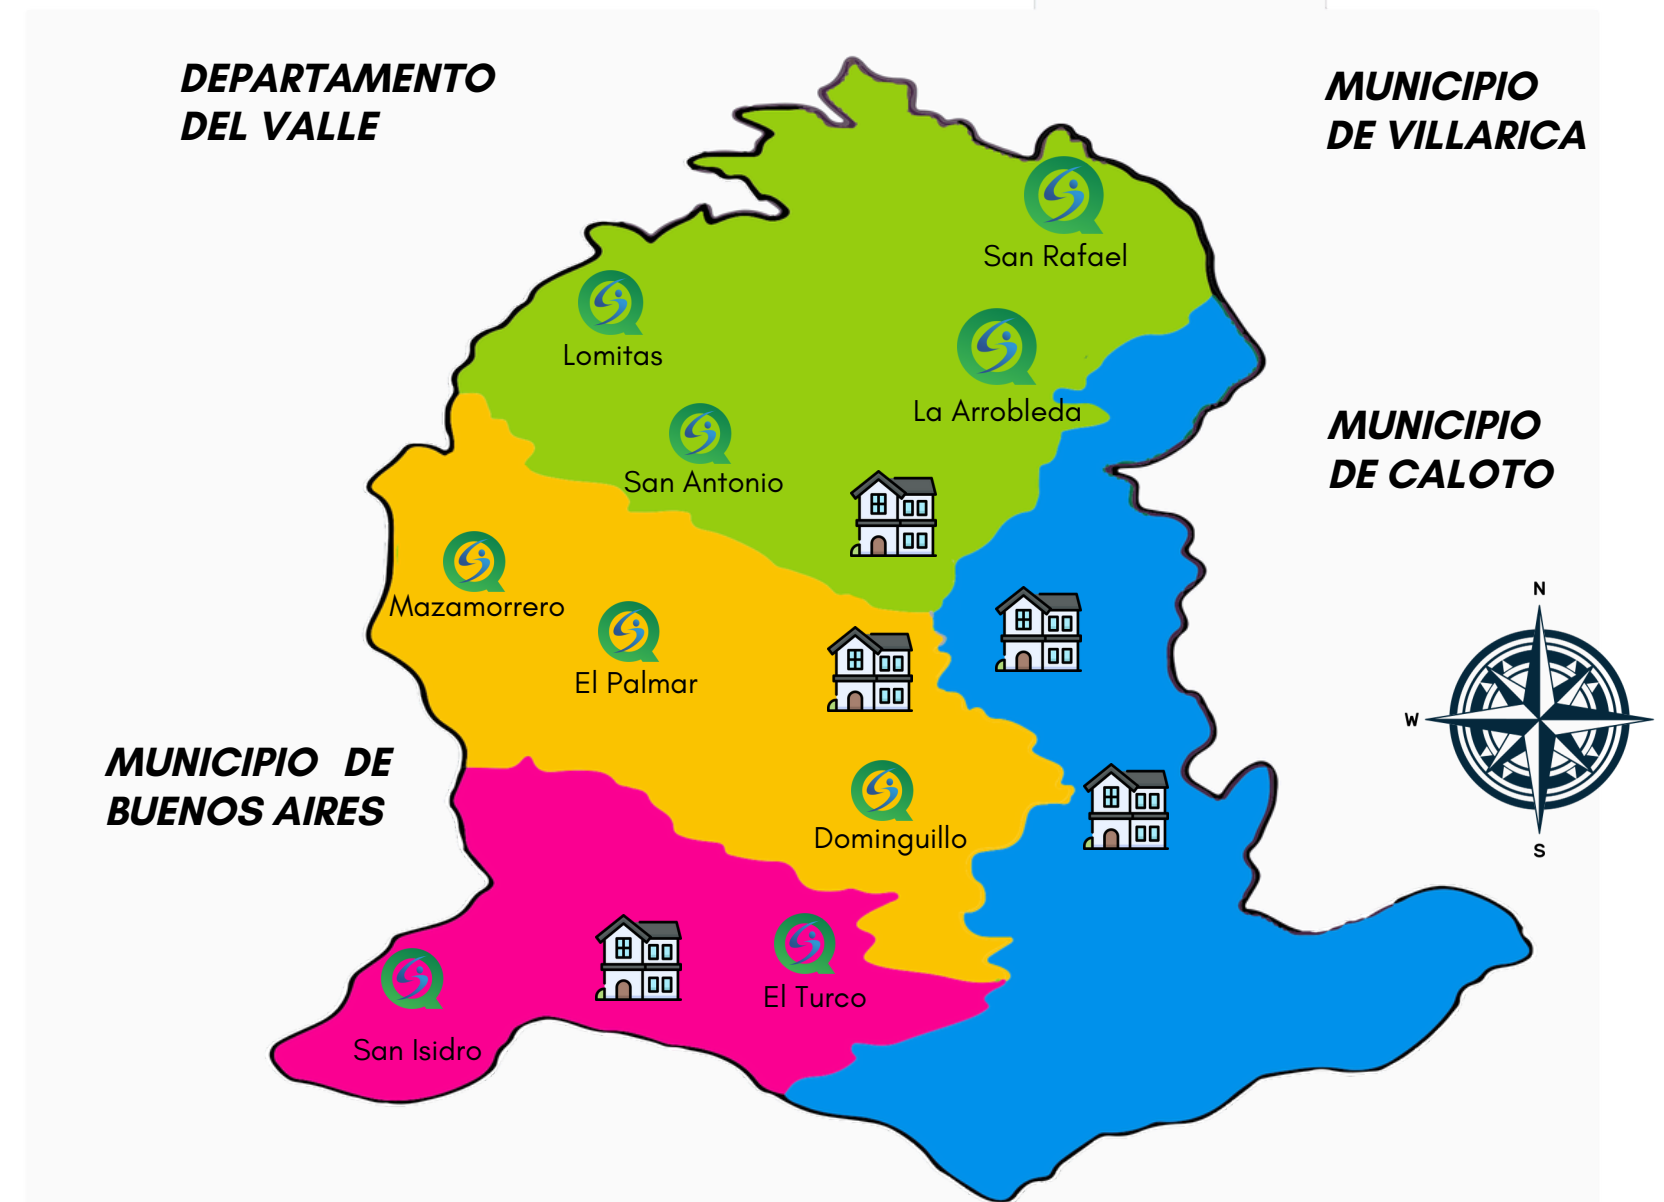 DEPARTAMENTO
DEL VALLE
MUNICIPIO
DE VILLARICA
San Rafael
Lomitas
La Arrobleda
MUNICIPIO
DE CALOTO
San Antonio
Mazamorrero
El Palmar
N
W
S
MUNICIPIO DE
BUENOS AIRES
Dominguillo
El Turco
San Isidro